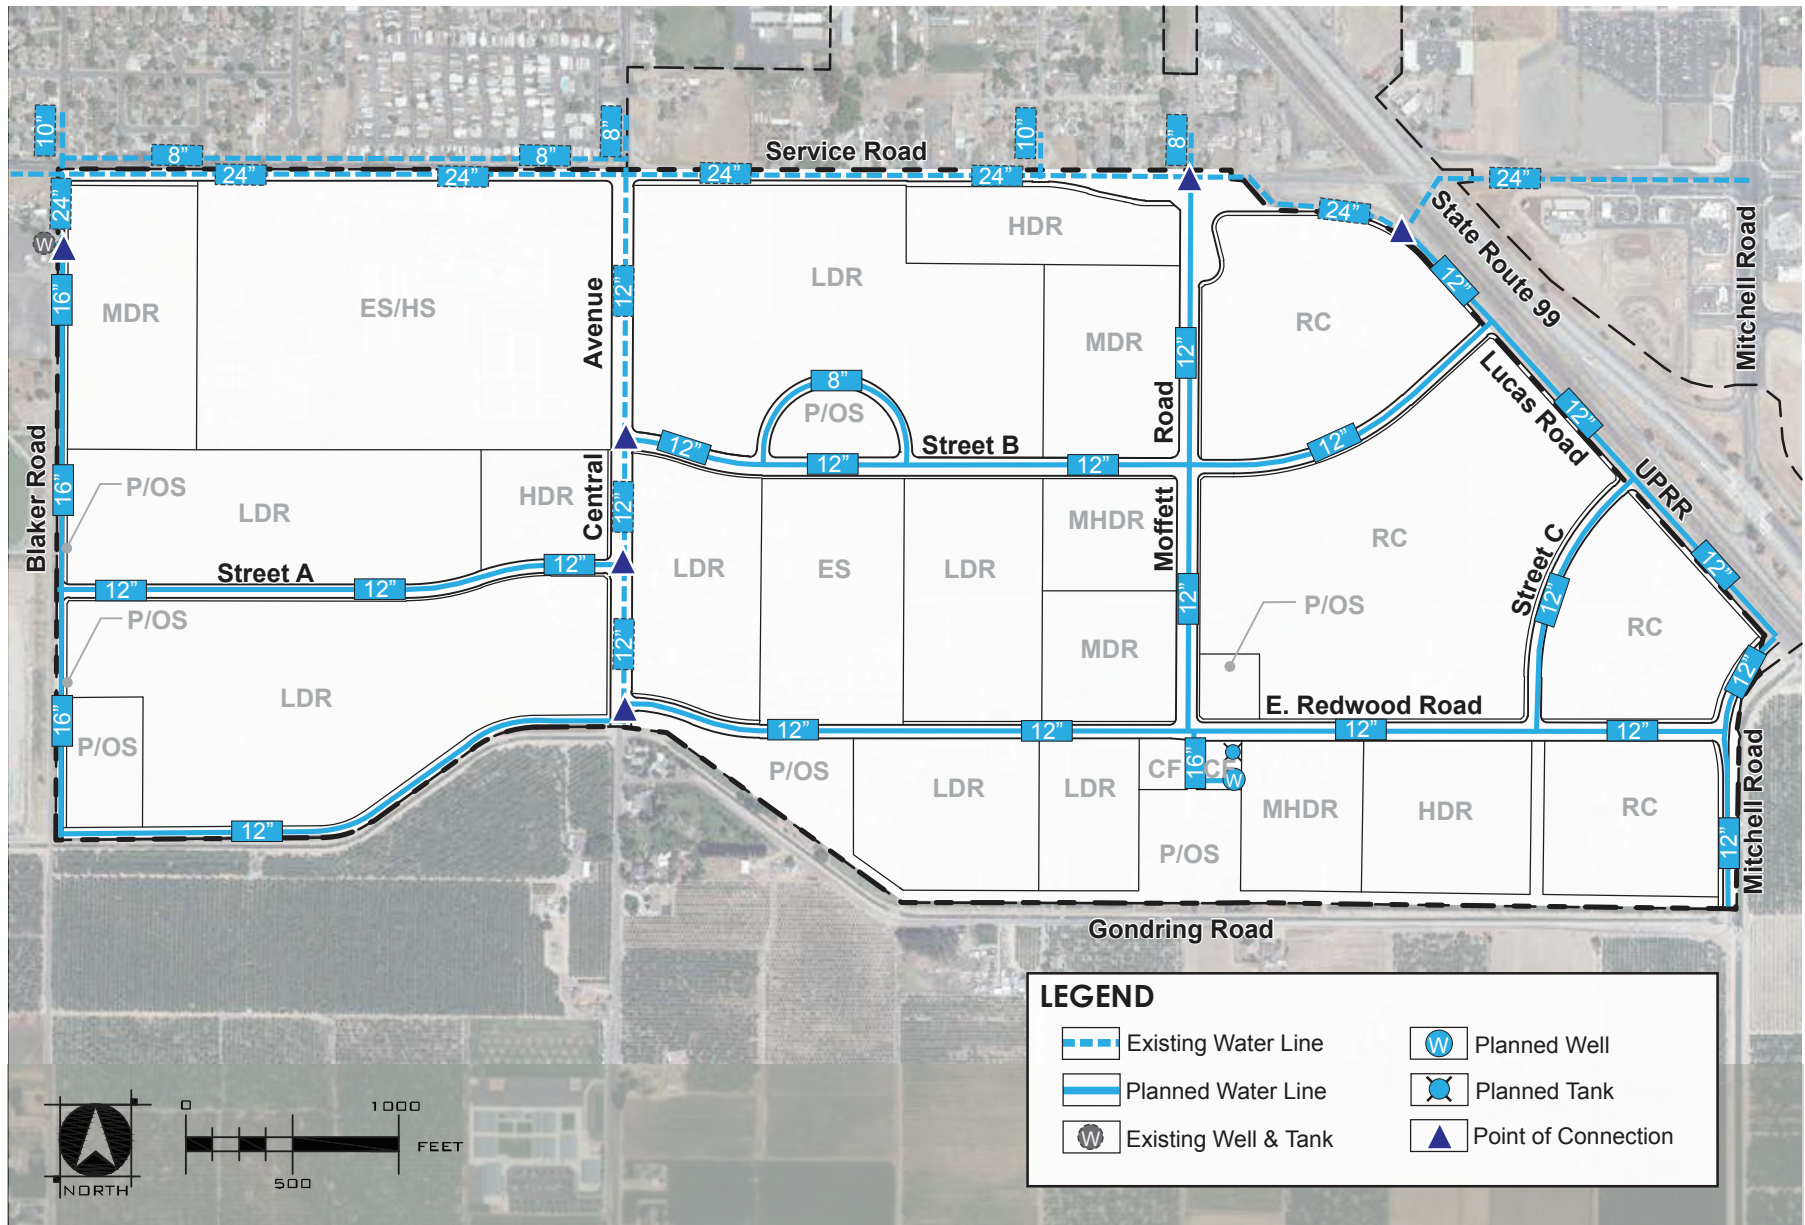 10”
8”
8”
8”
10”
8”
Service Road
24”
24”
24”
24”
24”
24”
24”
State Route 99
Mitchell Road
W
16”
MDR
ES/HS
Avenue
12”
LDR
HDR
MDR
12”
Road
RC
12”
Lucas Road
12”
UPRR
8”
P/OS
12”
12”
Street B
12”
12”
Blaker Road
16”
P/OS
LDR
HDR
Central
12”
MHDR
Moffett
RC
Street C
12”
12”
LDR
ES
LDR
12”
Street A
12”
12”
12”
P/OS
12”
12”
MDR
P/OS
RC
LDR
16”
P/OS
12”
E. Redwood Road
12”
12”
12”
12”
12”
P/OS
LDR
LDR
CF
16”
CF
W
MHDR
HDR
RC
12”
Mitchell Road
P/OS
12”
Gondring Road
LEGEND
Existing Water Line
Planned Water Line
W
Existing Well & Tank
W
Planned Well
Planned Tank
Point of Connection
0
1000
FEET
500
NORTH